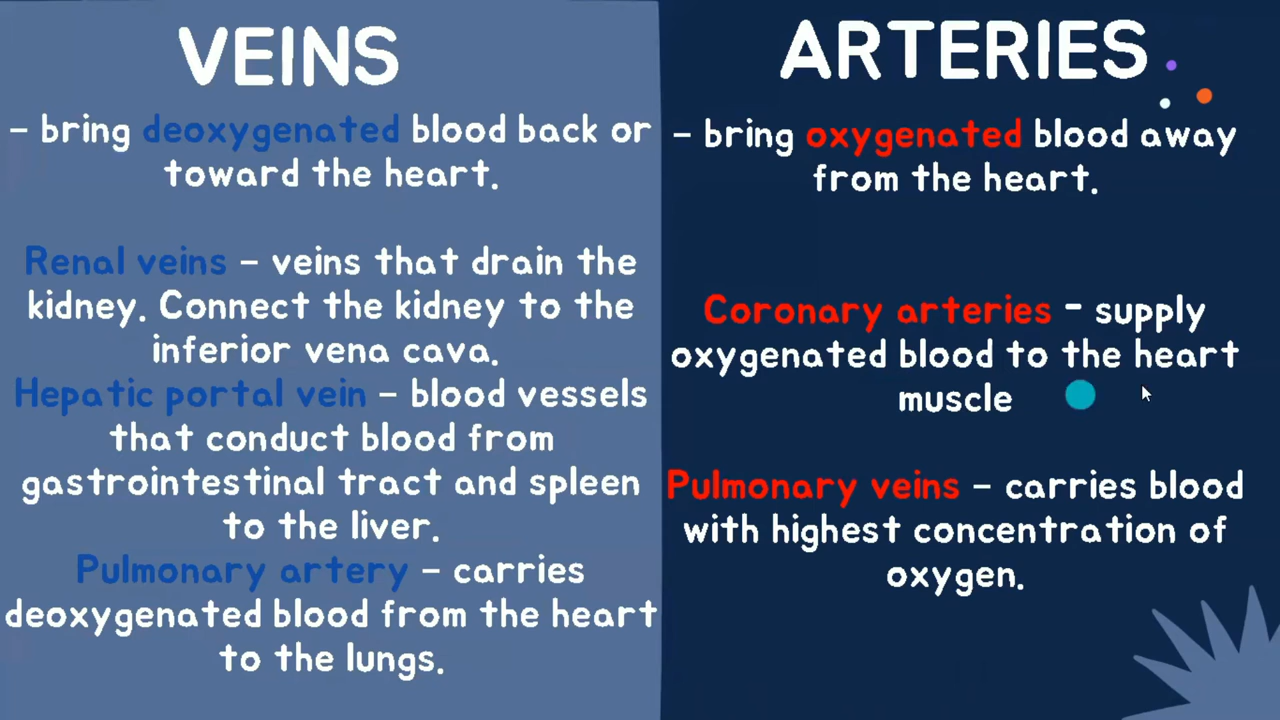 VEINS
- bring deoxygenated blood back or
toward the heart.
Renal veins - veins that drain the
kidney. Connect the kidney to the
inferior vena cava.
Hepatic portal vein - blood vessels
that conduct blood from
gastrointestinal tract and spleen
to the liver.
Pulmonary artery - carries
deoxygenated blood from the heart
to the lungs.
ARTERIES
- bring oxygenated blood away
from the heart.
Coronary arteries - supply
oxygenated blood to the heart
muscle
Pulmonary veins - carries blood
with highest concentration of
oxygen.